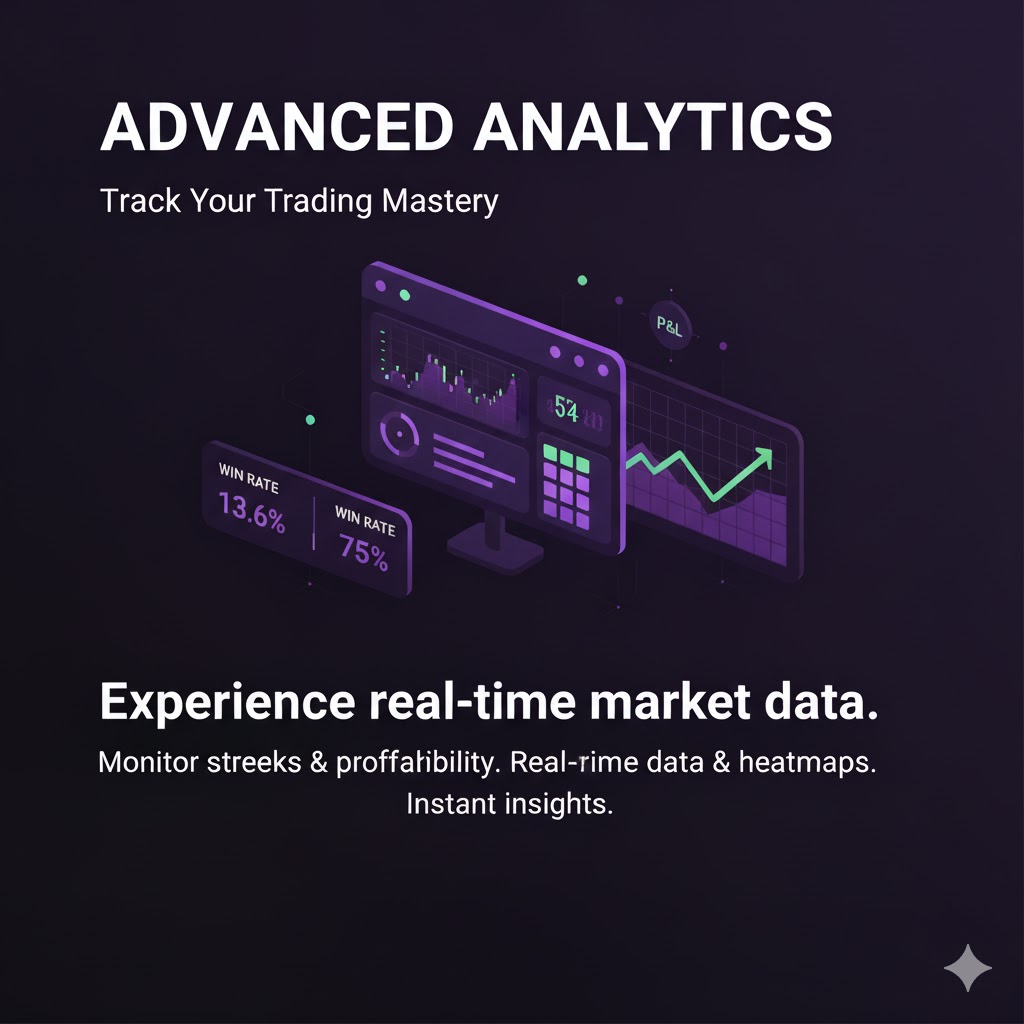 ADVANCED ANALYTICS
Track Your Trading Mastery
P&L
54
WIN RATE
13.6%
WIN RATE
75%
Experience real-time market data.
Monitor streeks & proffahibility. Real-rime data & heatmaps.
Instant insights.